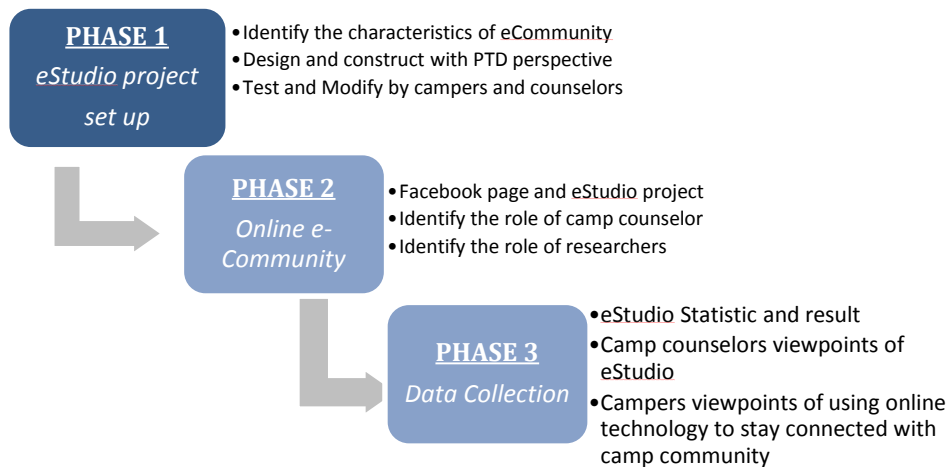 PHASE 1
eStudio project
set up
•Identify the characteristics of eCommunity
•Design and construct with PTD perspective
•Test and Modify by campers and counselors
PHASE 2
Online e-
Community
•Facebook page and eStudio project
•Identify the role of camp counselor
•Identify the role of researchers
PHASE 3
Data Collection
•eStudio Statistic and result
•Camp counselors viewpoints of
eStudio
•Campers viewpoints of using online
technology to stay connected with
camp community